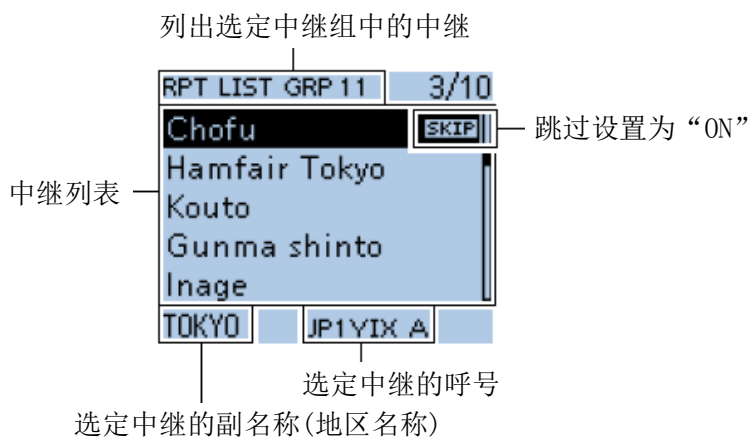 列出选定中继组中的中继
RPT LIST GRP 11 3/10
Chofu SKIP
跳过设置为“ON”
Hamfair Tokyo
中继列表
Kouto
Gunma shinto
Inage
TOKYO JP1YIX A
选定中继的呼号
选定中继的副名称(地区名称)